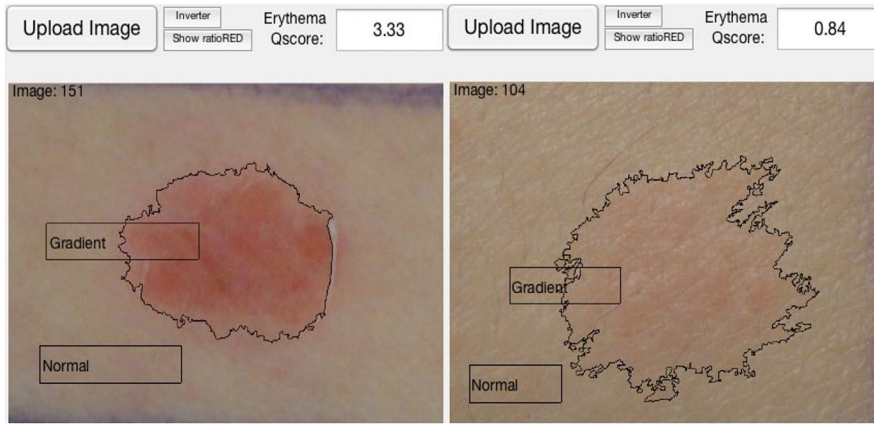 Upload Image
Inverter
Show ratioRED
Erythema
Qscore:
3.33
Image: 151
Gradient
Normal
Upload Image
Inverter
Show ratioRED
Erythema
Qscore:
0.84
Image: 104
Gradient
Normal